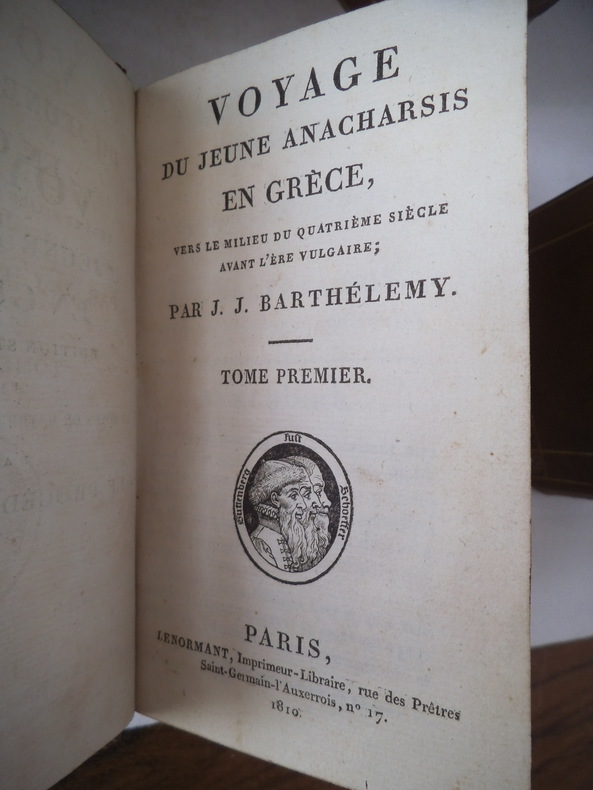 VOYAGE
DU JEUNE ANACHARSIS
EN GRÈCE,
VERS LE MILIEU DU QUATRIÈME SIÈCLE
AVANT L'ÈRE VULGAIRE;
PAR J. J. BARTHÉLEMY.
TOME PREMIER.
Guttenberg
Fust
Schoeffer
PARIS,
LENORMANT, Imprimeur-Libraire, rue des Prêtres
Saint-Germain-l'Auxerrois, nº 17.
1810.